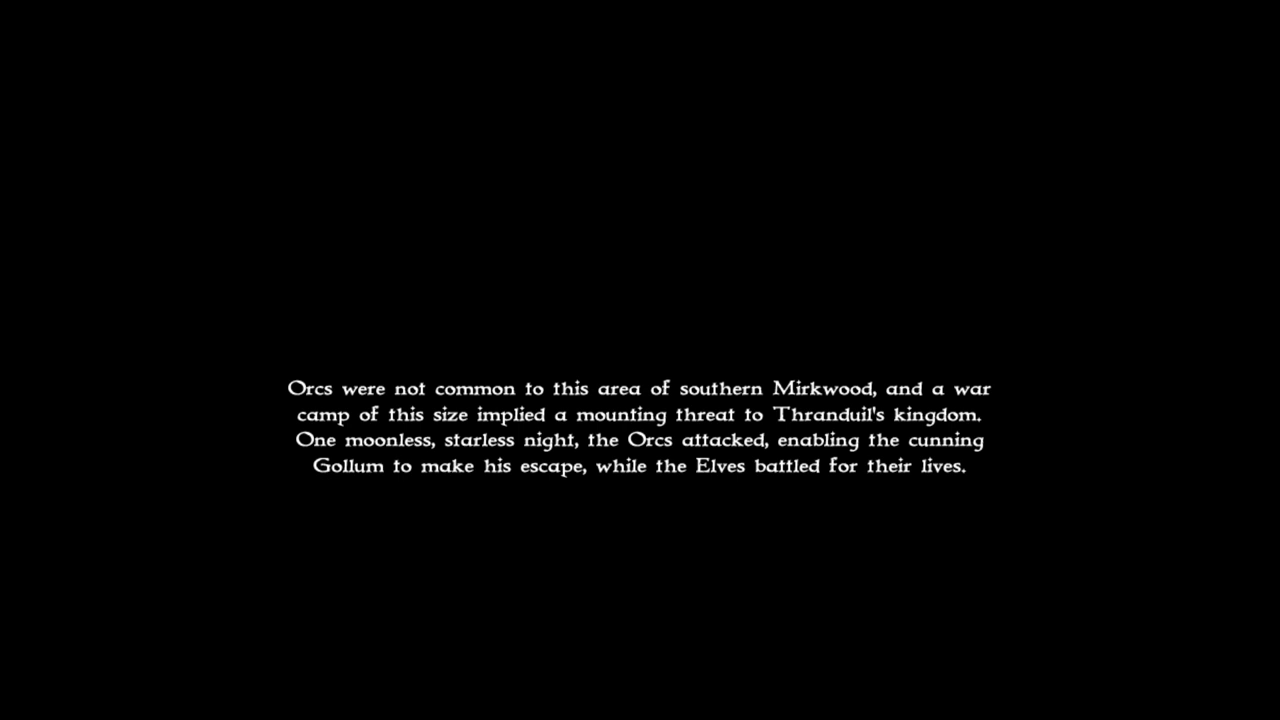 Orcs were not common to this area of southern Mirkwood, and a war
camp of this size implied a mounting threat to Thranduil's kingdom.
One moonless, starless night, the Orcs attacked, enabling the cunning
Gollum to make his escape, while the Elves battled for their lives.